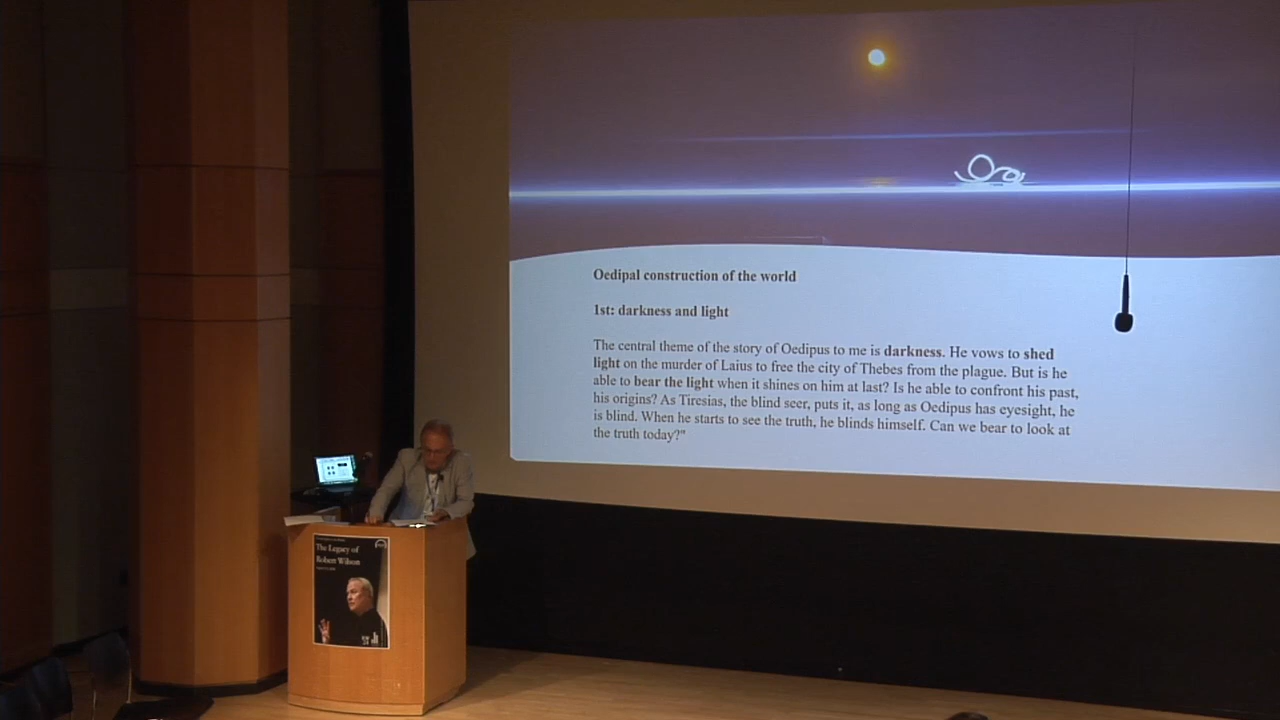 Oedipal construction of the world
1st: darkness and light
The central theme of the story of Oedipus to me is darkness. He vows to shed
light on the murder of Laius to free the city of Thebes from the plague. But is he
able to bear the light when it shines on him at last? Is he able to confront his past,
his origins? As Tiresias, the blind seer, puts it, as long as Oedipus has eyesight, he
is blind. When he starts to see the truth, he blinds himself. Can we bear to look at
the truth today?"
The Legacy of
Robert Wilson